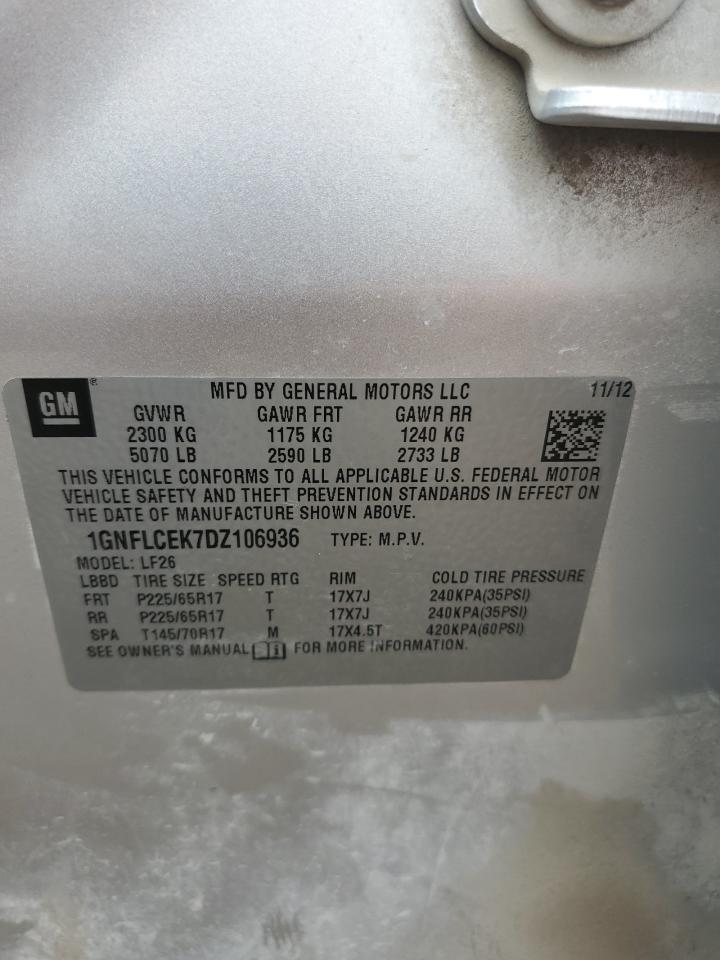 GM ® MFD BY GENERAL MOTORS LLC 11/12
GVWR GAWR FRT GAWR RR
2300 KG 1175 KG 1240 KG
5070 LB 2590 LB 2733 LB
THIS VEHICLE CONFORMS TO ALL APPLICABLE U.S. FEDERAL MOTOR
VEHICLE SAFETY AND THEFT PREVENTION STANDARDS IN EFFECT ON
THE DATE OF MANUFACTURE SHOWN ABOVE.
1GNFLCEK7DZ106936 TYPE: M.P.V.
MODEL: LF26
LBBD TIRE SIZE SPEED RTG RIM COLD TIRE PRESSURE
FRT P225/65R17 T 17X7J 240KPA(35PSI)
RR P225/65R17 T 17X7J 240KPA(35PSI)
SPA T145/70R17 M 17X4.5T 420KPA(60PSI)
SEE OWNER'S MANUAL FOR MORE INFORMATION.